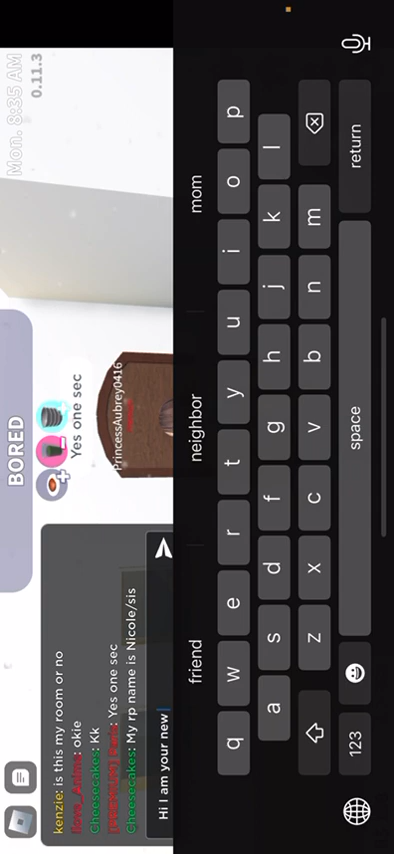 Mon. 8:35 AM
0.11.3
BORED
Yes one sec
PrincessAubrey0416
kenzie: is this my room or no
: okie
Cheesecakes: Kk
: Yes one sec
Cheesecakes: My rp name is Nicole/sis
Hi I am your new
friend neighbor mom
q w e r t y u i o p
a s d f g h j k l
z x c v b n m
123 space return